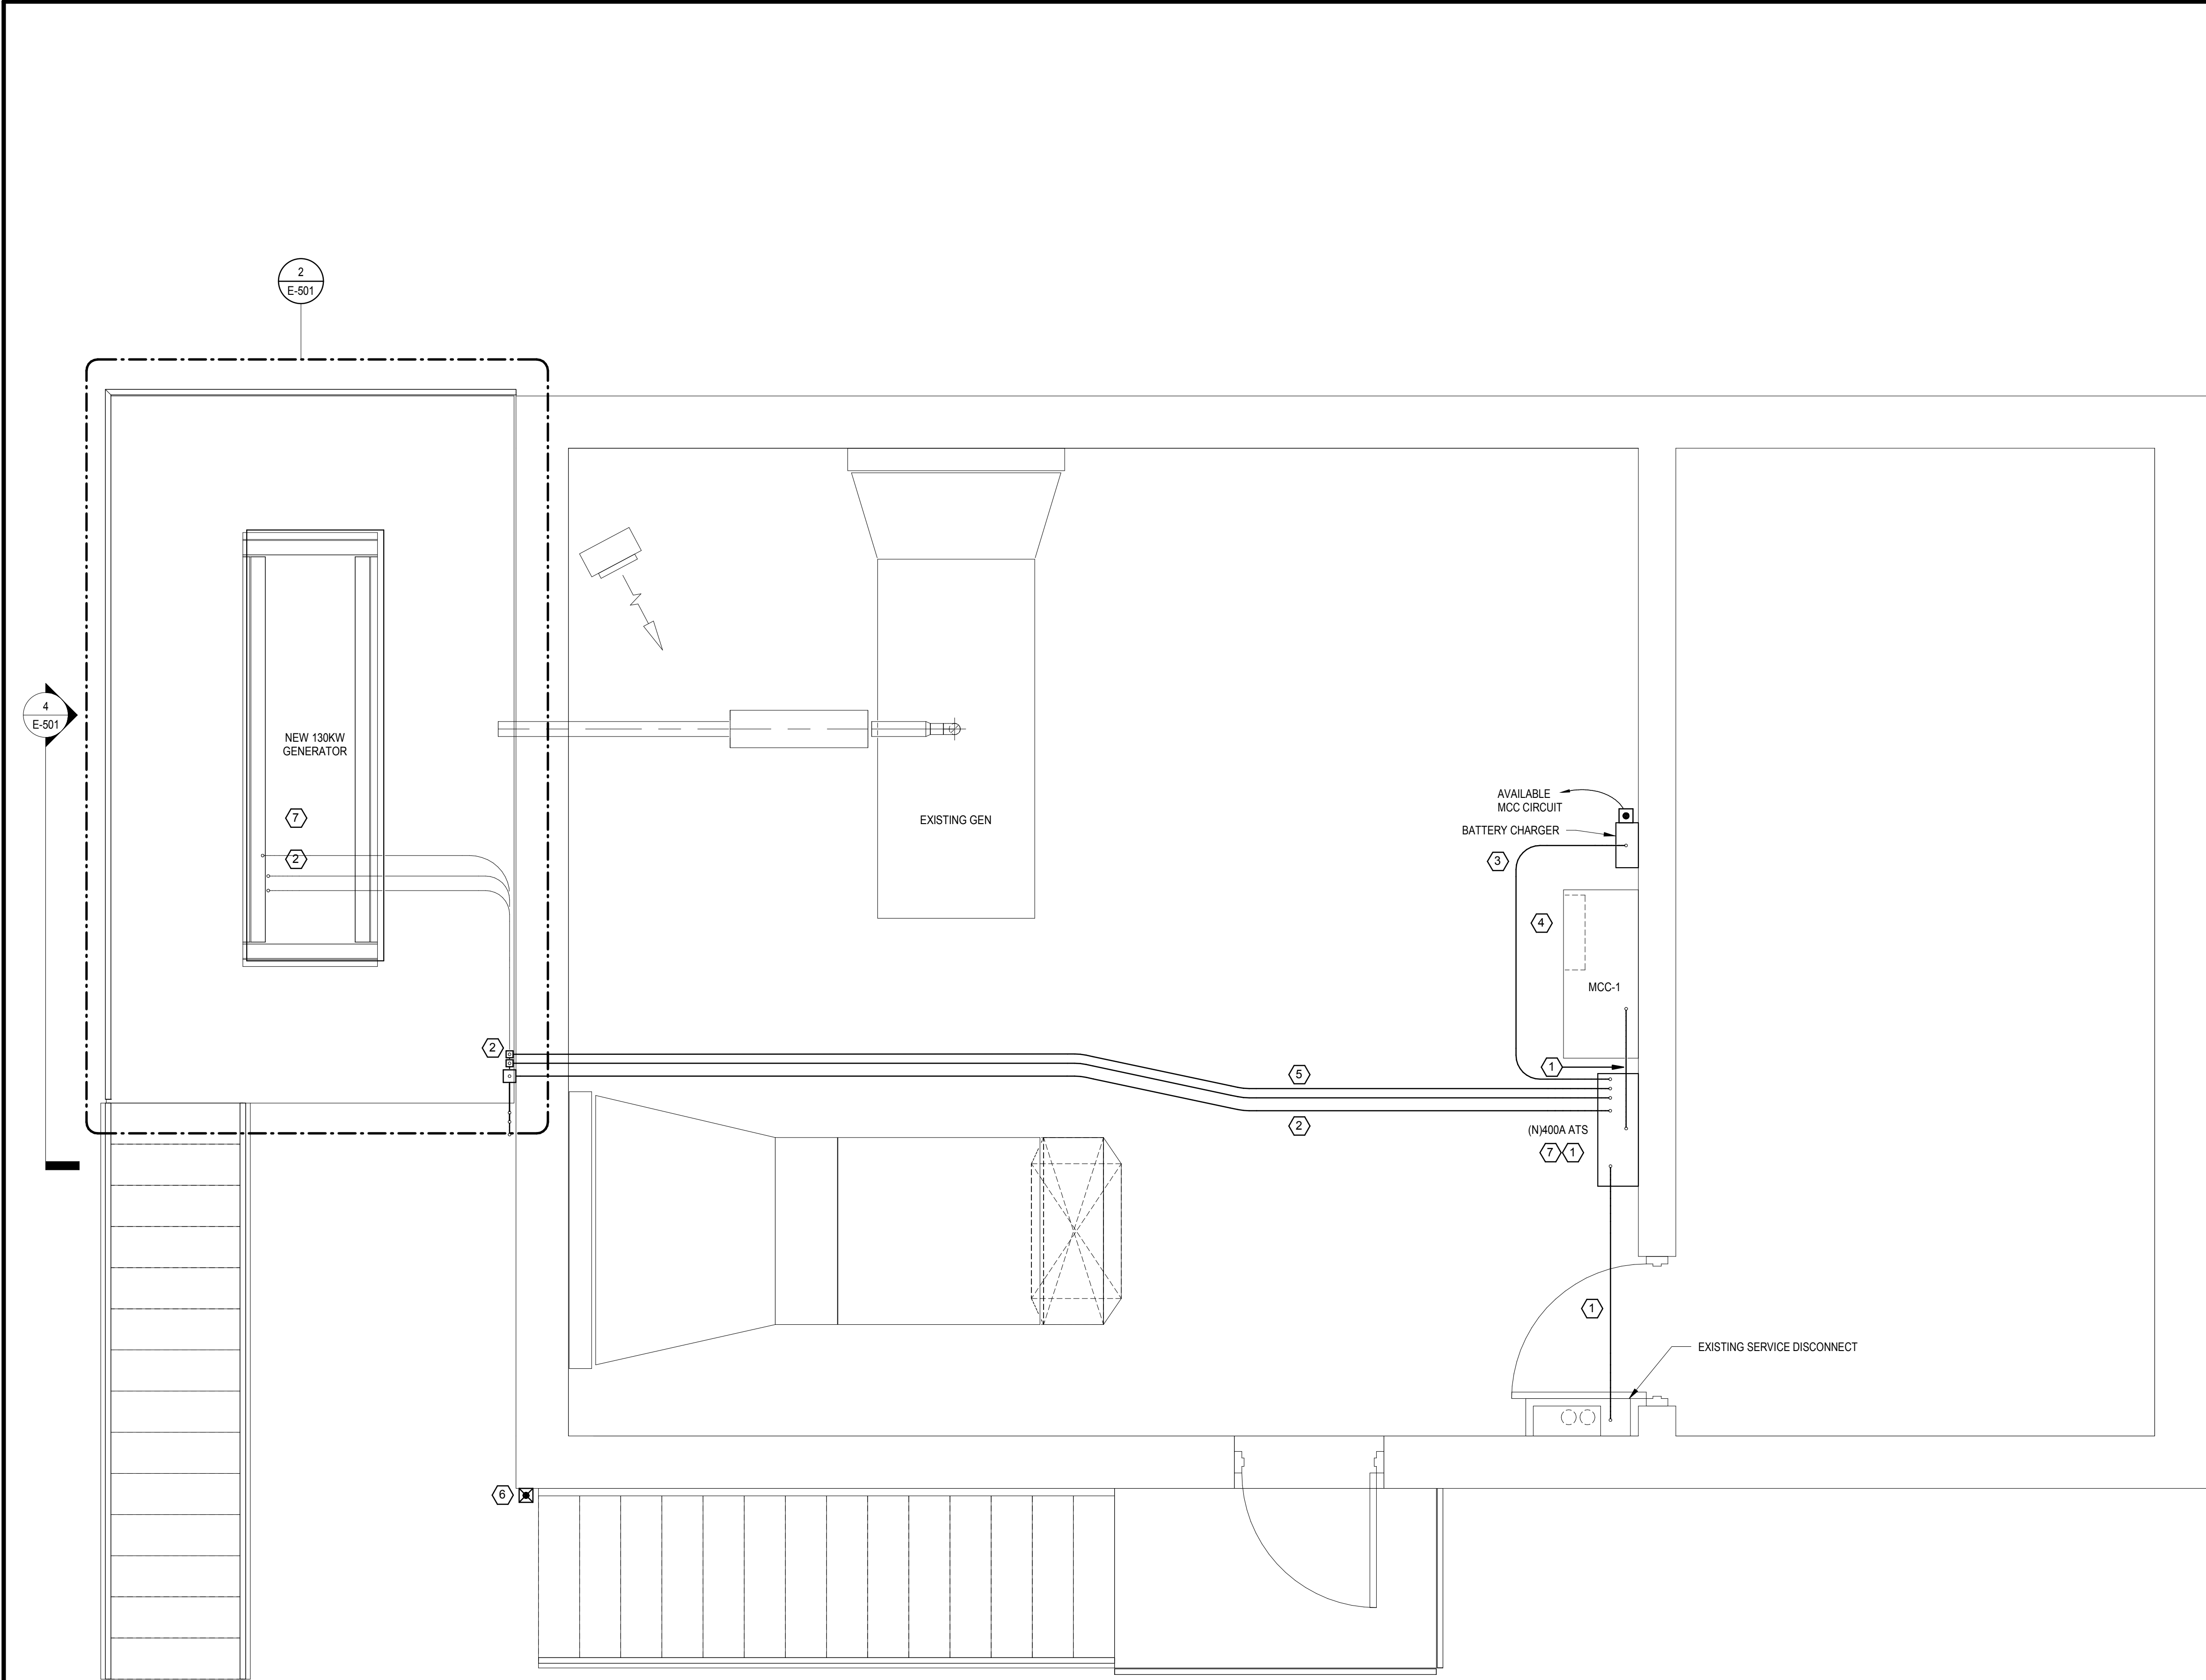 2
E-501
4
E-501
NEW 130KW
GENERATOR
7
2
EXISTING GEN
AVAILABLE
MCC CIRCUIT
BATTERY CHARGER
3
4
MCC-1
2
1
5
2
(N)400A ATS
7
1
1
EXISTING SERVICE DISCONNECT
6